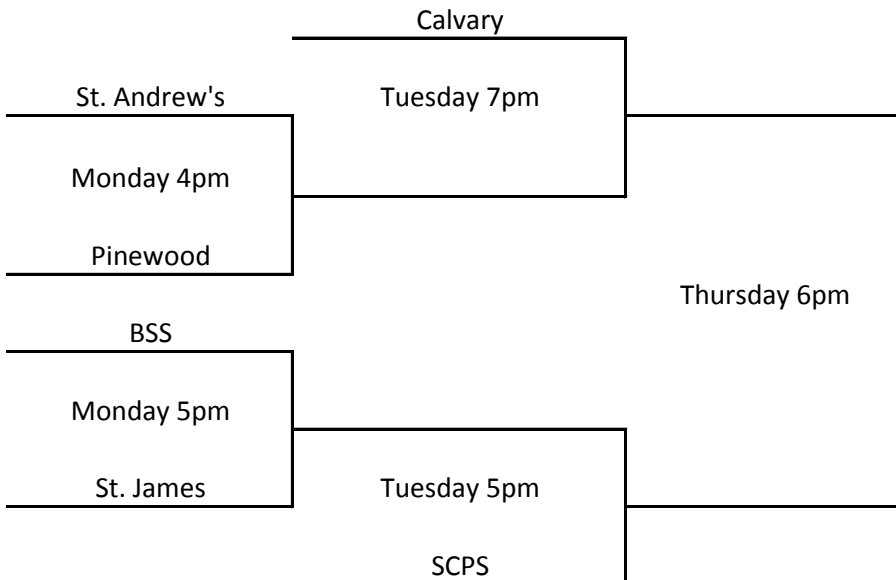 Calvary
St. Andrew's
Tuesday 7pm
Monday 4pm
Pinewood
Thursday 6pm
BSS
Monday 5pm
St. James
Tuesday 5pm
SCPS